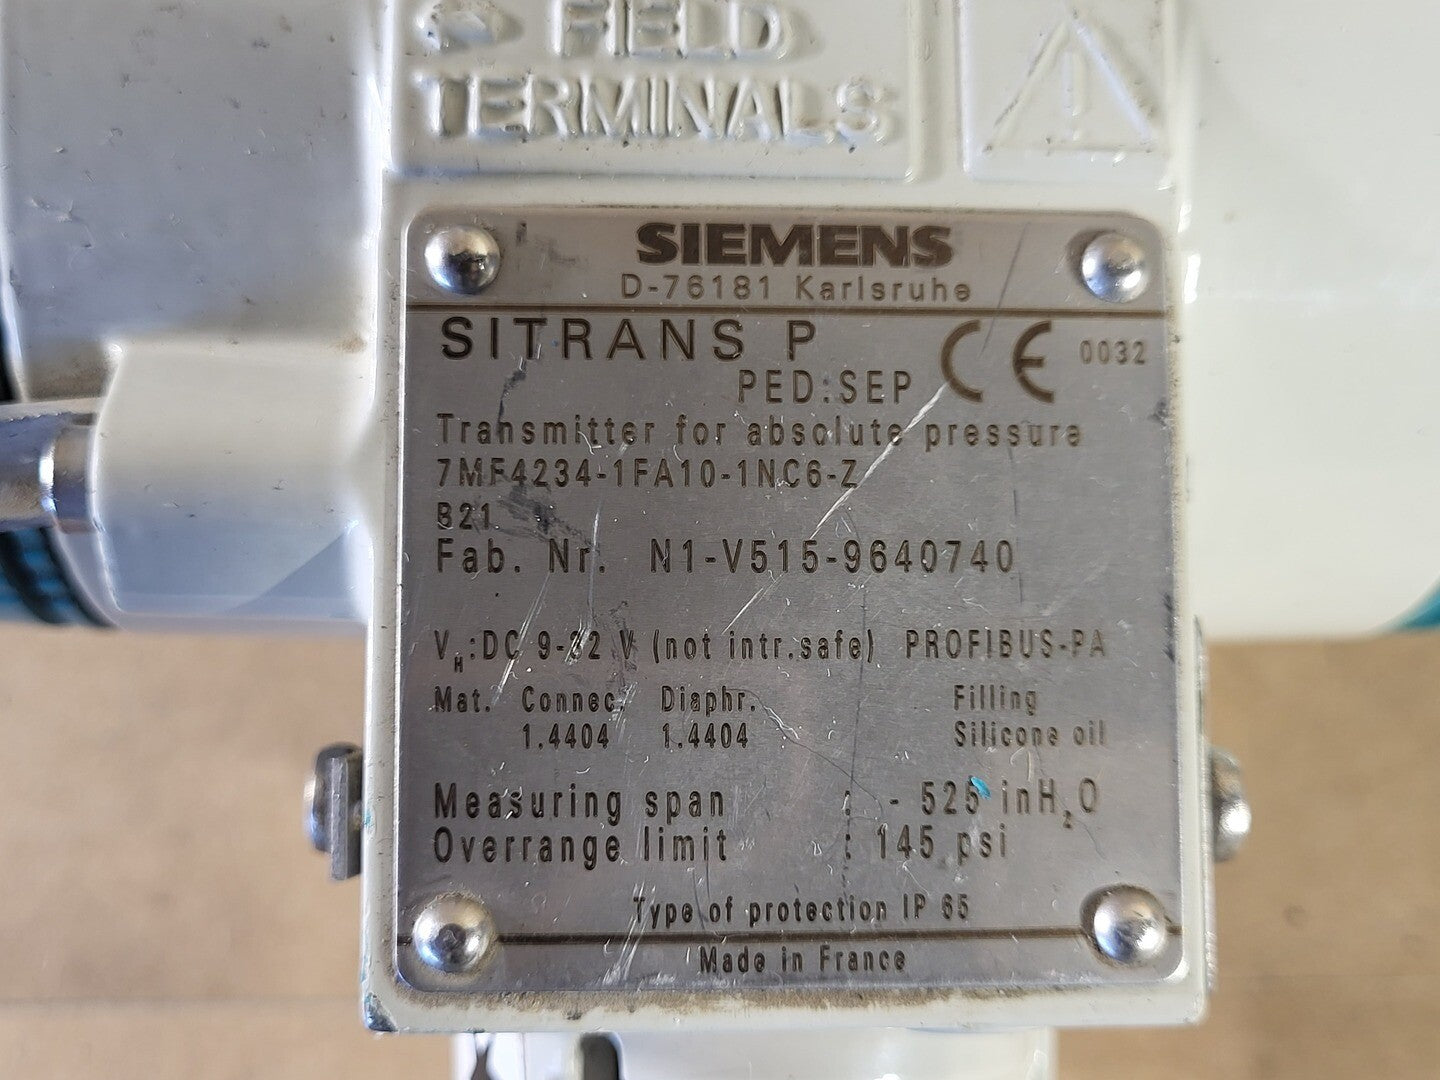 FIELD
TERMINALS
SIEMENS
D-76181 Karlsruhe
SITRANS P
CE 0032
PED:SEP
Transmitter for absolute pressure
7MF4234-1FA10-1NC6-Z
B21
Fab. Nr. N1-V515-9640740
VH:DC 9-32 V (not intr.safe) PROFIBUS-PA
Mat. Connec. Diaphr. Filling
1.4404 1.4404 Silicone oil
Measuring span : - 525 inH2O
Overrange limit : 145 psi
Type of protection IP 65
Made in France